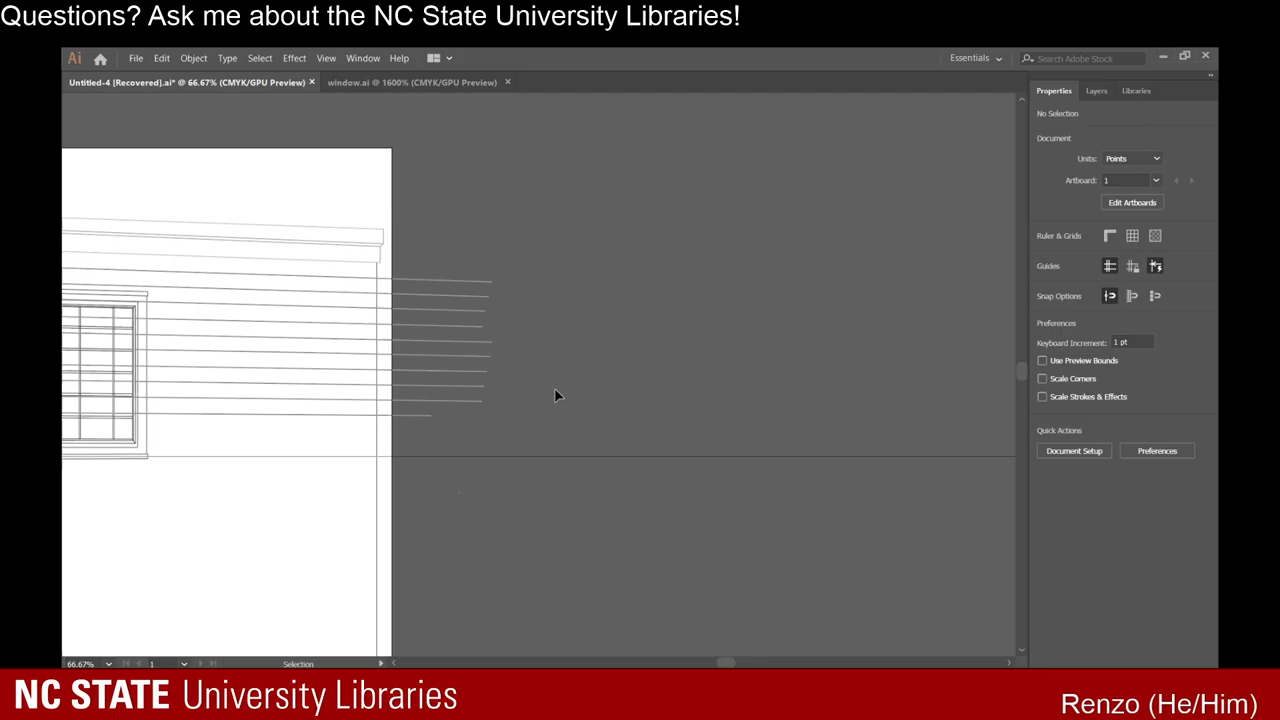 Questions? Ask me about the NC State University Libraries!
Ai File Edit Object Type Select Effect View Window Help Essentials Search Adobe Stock
Untitled-4 [Recovered].ai* @ 66.67% (CMYK/GPU Preview) × window.ai @ 1600% (CMYK/GPU Preview) ×
Properties Layers Libraries
No Selection
Document
Units: Points
Artboard: 1
Edit Artboards
Ruler & Grids
Guides
Snap Options
Preferences
Keyboard Increment: 1 pt
Use Preview Bounds
Scale Corners
Scale Strokes & Effects
Quick Actions
Document Setup Preferences
66.67% 1 Selection
NC STATE University Libraries
Renzo (He/Him)